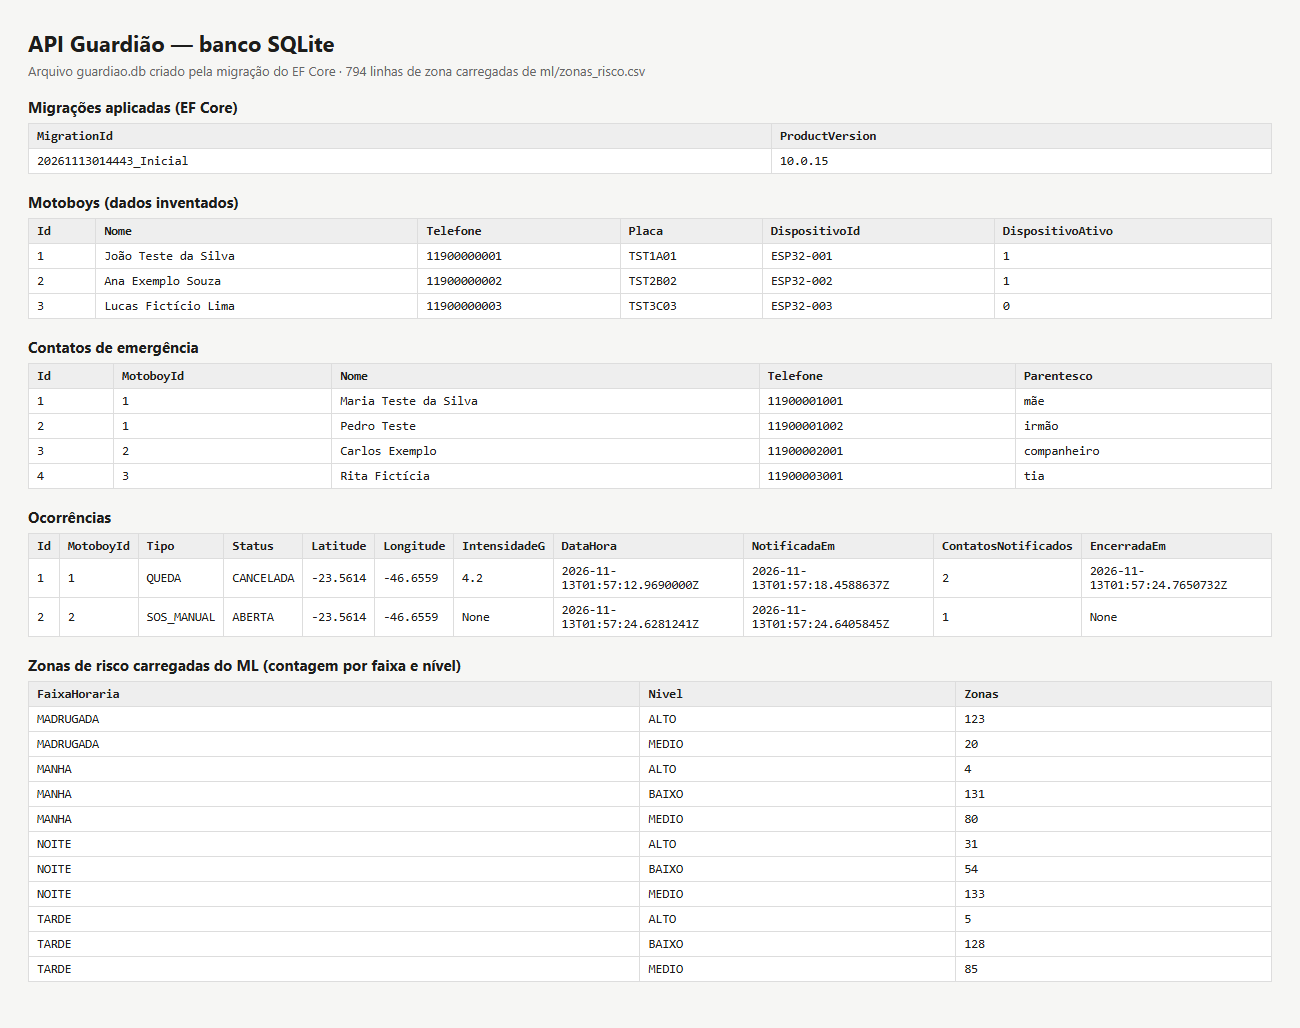 API Guardião — banco SQLite
Arquivo guardiao.db criado pela migração do EF Core · 794 linhas de zona carregadas de ml/zonas_risco.csv
Migrações aplicadas (EF Core)
MigrationId ProductVersion
20261113014443_Inicial 10.0.15
Motoboys (dados inventados)
Id Nome Telefone Placa DispositivoId DispositivoAtivo
1 João Teste da Silva 11900000001 TST1A01 ESP32-001 1
2 Ana Exemplo Souza 11900000002 TST2B02 ESP32-002 1
3 Lucas Fictício Lima 11900000003 TST3C03 ESP32-003 0
Contatos de emergência
Id MotoboyId Nome Telefone Parentesco
1 1 Maria Teste da Silva 11900001001 mãe
2 1 Pedro Teste 11900001002 irmão
3 2 Carlos Exemplo 11900002001 companheiro
4 3 Rita Fictícia 11900003001 tia
Ocorrências
Id MotoboyId Tipo Status Latitude Longitude IntensidadeG DataHora NotificadaEm ContatosNotificados EncerradaEm
1 1 QUEDA CANCELADA -23.5614 -46.6559 4.2 2026-11-13T01:57:12.9690000Z 2026-11-13T01:57:18.4588637Z 2 2026-11-13T01:57:24.7650732Z
2 2 SOS_MANUAL ABERTA -23.5614 -46.6559 None 2026-11-13T01:57:24.6281241Z 2026-11-13T01:57:24.6405845Z 1 None
Zonas de risco carregadas do ML (contagem por faixa e nível)
FaixaHoraria Nivel Zonas
MADRUGADA ALTO 123
MADRUGADA MEDIO 20
MANHA ALTO 4
MANHA BAIXO 131
MANHA MEDIO 80
NOITE ALTO 31
NOITE BAIXO 54
NOITE MEDIO 133
TARDE ALTO 5
TARDE BAIXO 128
TARDE MEDIO 85